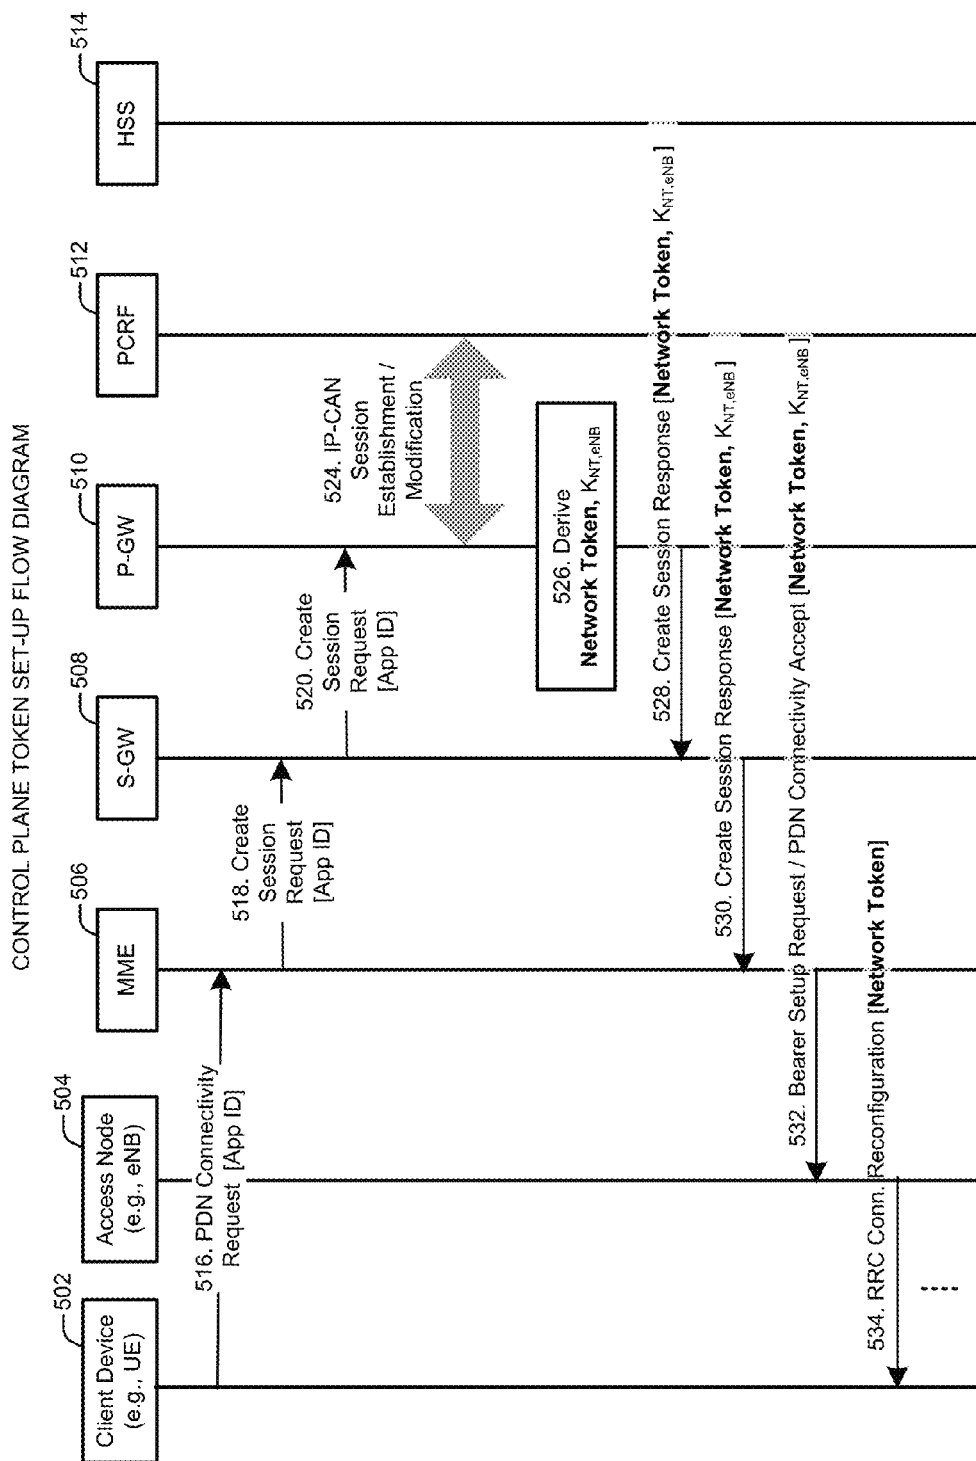 CONTROL PLANE TOKEN SET-UP FLOW DIAGRAM
502
Client Device
(e.g., UE)
504
Access Node
(e.g., eNB)
506
MME
508
S-GW
510
P-GW
512
PCRF
514
HSS
516. PDN Connectivity
Request [App ID]
518. Create
Session
Request
[App ID]
520. Create
Session
Request
[App ID]
524. IP-CAN
Session
Establishment /
Modification
526. Derive
Network Token, KNT,eNB
528. Create Session Response [Network Token, KNT,eNB]
530. Create Session Response [Network Token, KNT,eNB]
532. Bearer Setup Request / PDN Connectivity Accept [Network Token, KNT,eNB]
534. RRC Conn. Reconfiguration [Network Token]